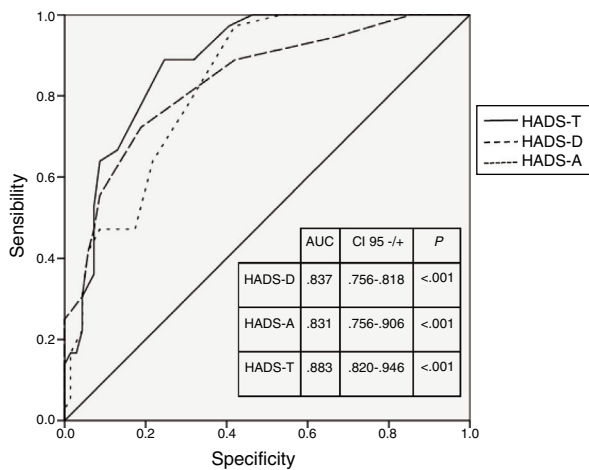 1.0
0.8
0.6
0.4
0.2
0.0
Sensibility
0.0 0.2 0.4 0.6 0.8 1.0
Specificity
HADS-T
HADS-D
HADS-A
AUC CI 95 -/+ P
HADS-D .837 .756-.818 <.001
HADS-A .831 .756-.906 <.001
HADS-T .883 .820-.946 <.001